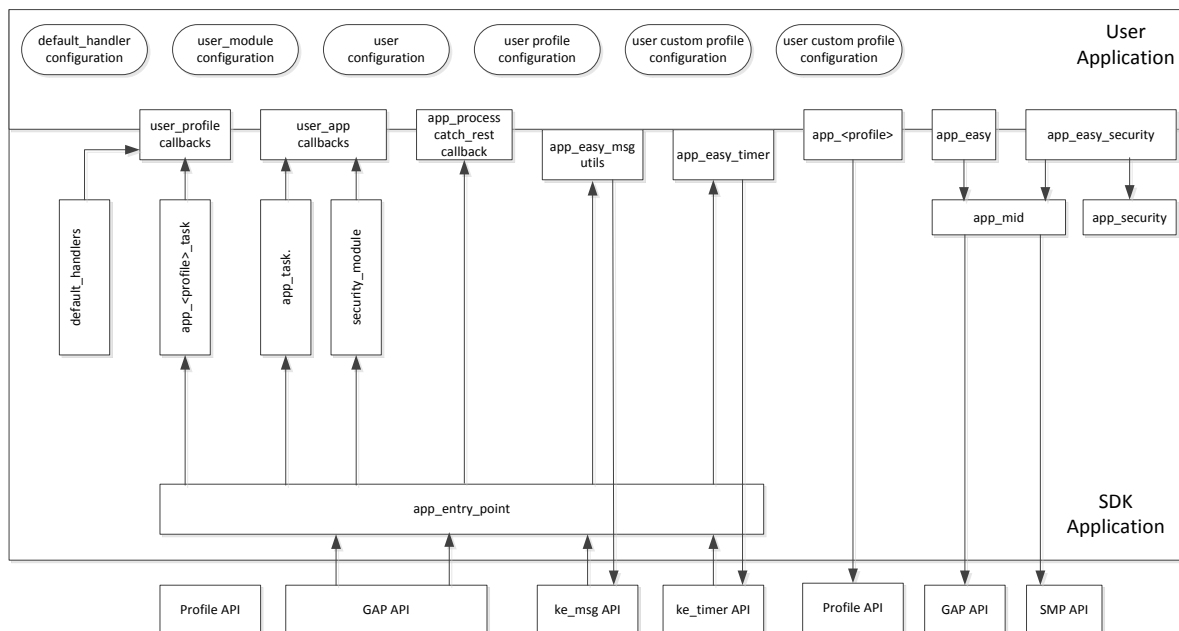 default_handler
configuration
user_module
configuration
user
configuration
user profile
configuration
user custom profile
configuration
user custom profile
configuration
User
Application
user_profile
callbacks
user_app
callbacks
app_process
catch_rest
callback
app_easy_msg
utils
app_easy_timer
app_<profile>
app_easy
app_easy_security
default_handlers
app_<profile>_task
app_task.
security_module
app_mid
app_security
app_entry_point
SDK
Application
Profile API
GAP API
ke_msg API
ke_timer API
Profile API
GAP API
SMP API